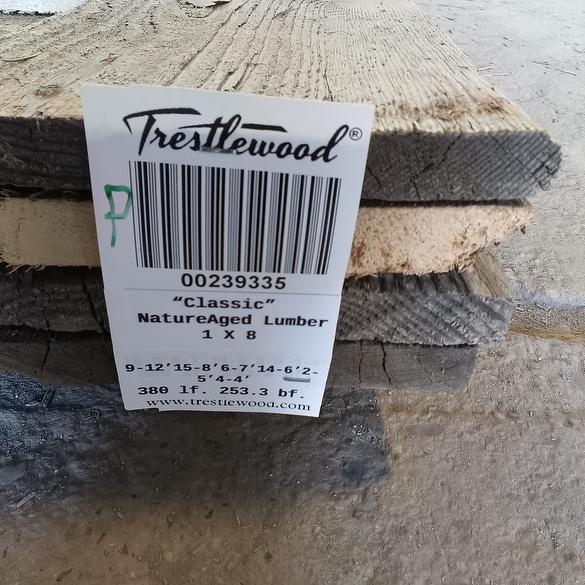 Trestlewood®
P
00239335
"Classic"
NatureAged Lumber
1 X 8
9-12'15-8'6-7'14-6'2-
5'4-4'
380 lf. 253.3 bf.
www.trestlewood.com